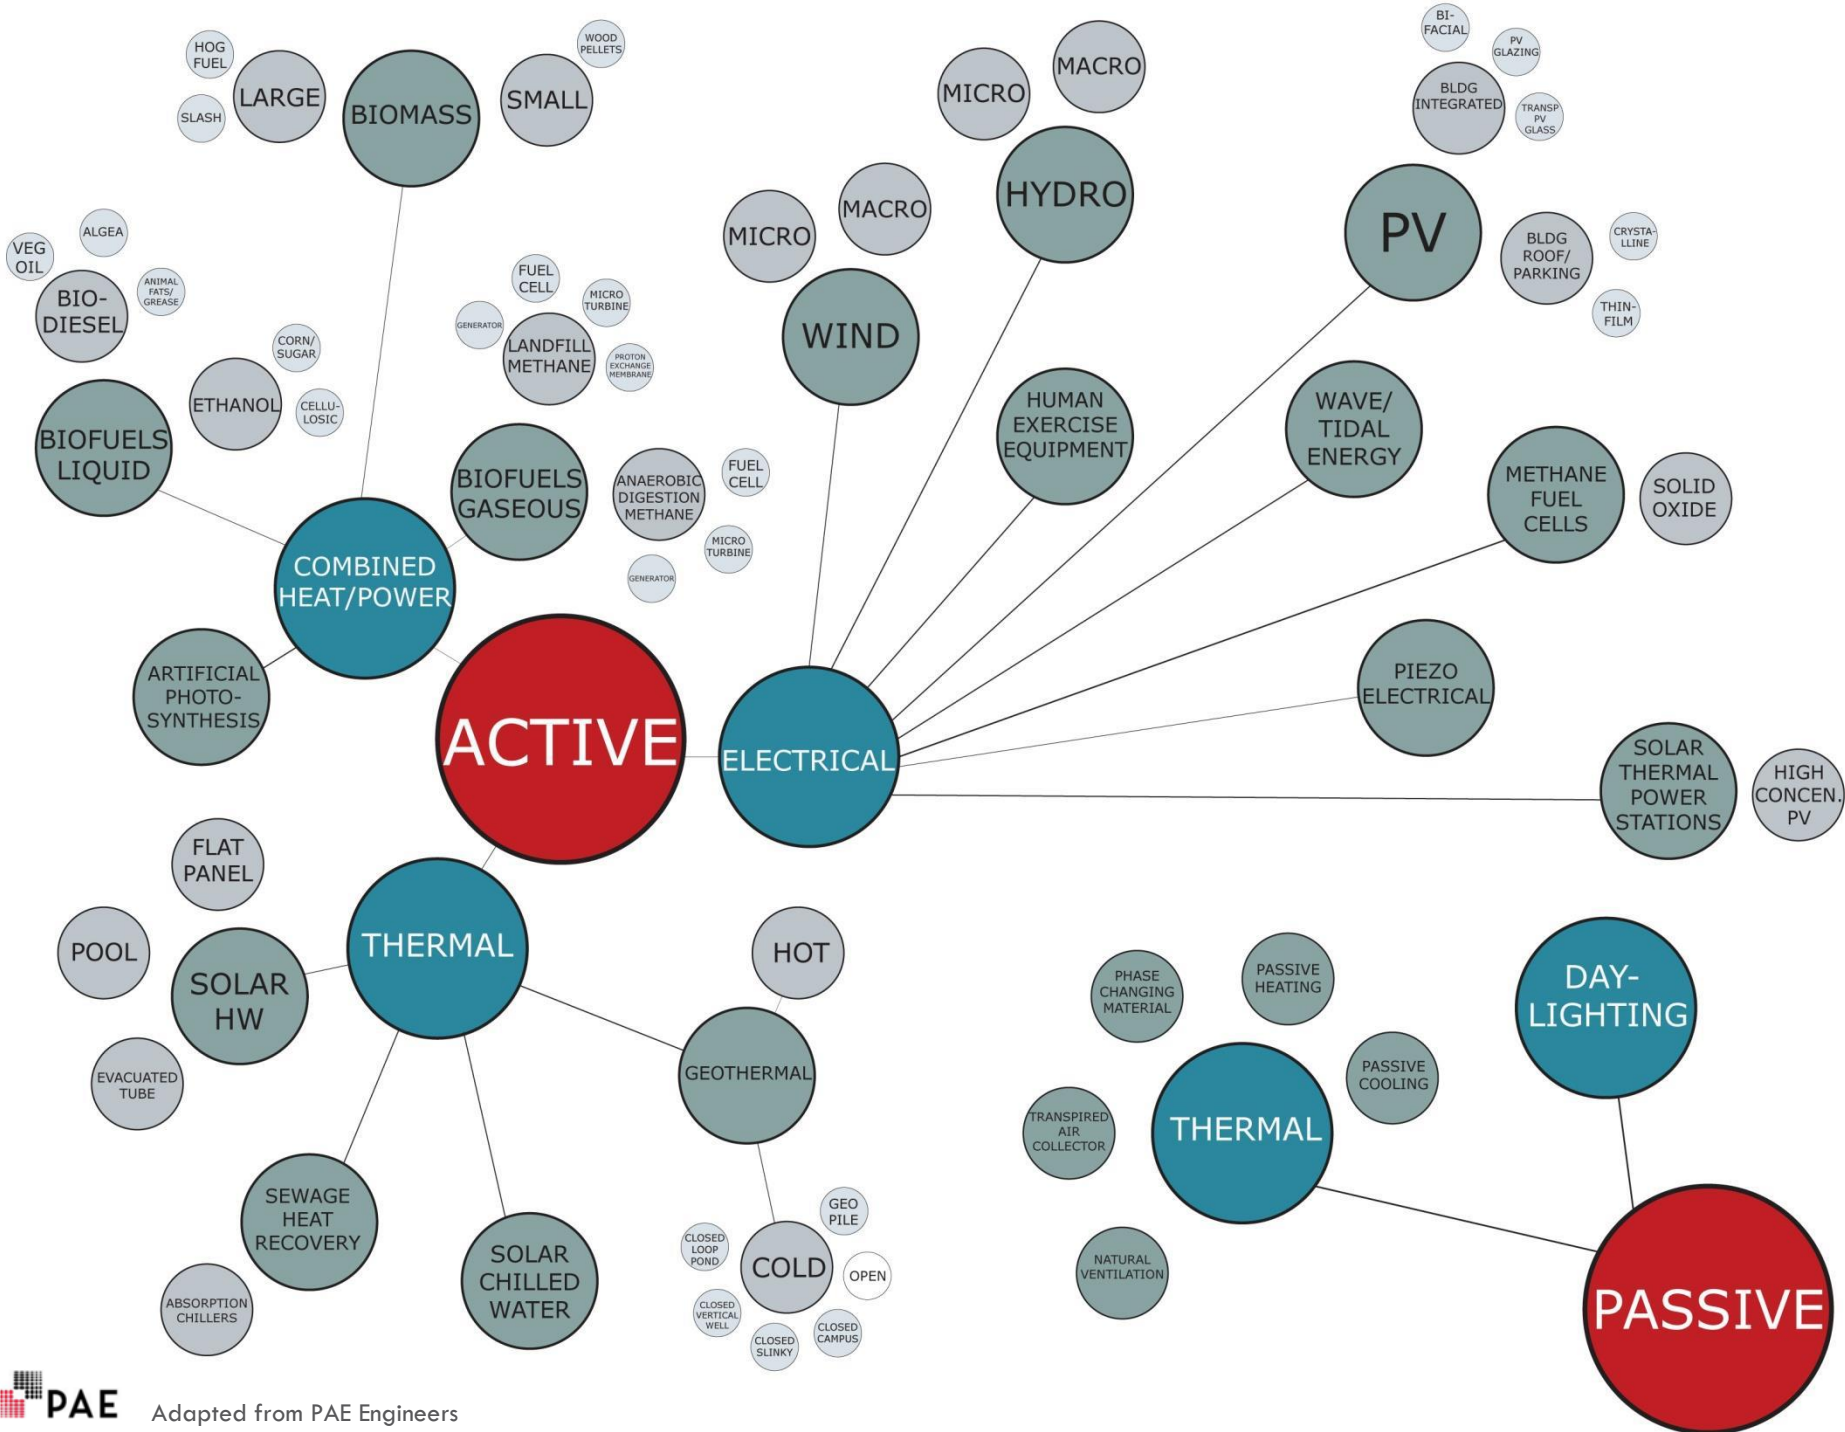 HOG
FUEL
SLASH
LARGE
BIOMASS
SMALL
WOOD
PELLETS
VEG
OIL
ALGEA
ANIMAL
FATS/
GREASE
BIO-
DIESEL
ETHANOL
CORN/
SUGAR
CELLU-
LOSIC
BIOFUELS
LIQUID
FUEL
CELL
MICRO
TURBINE
GENERATOR
LANDFILL
METHANE
PROTON
EXCHANGE
MEMBRANE
BIOFUELS
GASEOUS
ANAEROBIC
DIGESTION
METHANE
FUEL
CELL
MICRO
TURBINE
GENERATOR
COMBINED
HEAT/POWER
ARTIFICIAL
PHOTO-
SYNTHESIS
ACTIVE
ELECTRICAL
MICRO
MACRO
WIND
MICRO
MACRO
HYDRO
HUMAN
EXERCISE
EQUIPMENT
BI-
FACIAL
PV
GLAZING
BLDG
INTEGRATED
TRANSP
PV
GLASS
PV
BLDG
ROOF/
PARKING
CRYSTA-
LLINE
THIN-
FILM
WAVE/
TIDAL
ENERGY
METHANE
FUEL
CELLS
SOLID
OXIDE
PIEZO
ELECTRICAL
SOLAR
THERMAL
POWER
STATIONS
HIGH
CONCEN.
PV
THERMAL
FLAT
PANEL
POOL
SOLAR
HW
EVACUATED
TUBE
SEWAGE
HEAT
RECOVERY
ABSORPTION
CHILLERS
SOLAR
CHILLED
WATER
HOT
GEOTHERMAL
COLD
GEO
PILE
CLOSED
LOOP
POND
OPEN
CLOSED
VERTICAL
WELL
CLOSED
SLINKY
CLOSED
CAMPUS
PHASE
CHANGING
MATERIAL
PASSIVE
HEATING
PASSIVE
COOLING
TRANSPIRED
AIR
COLLECTOR
THERMAL
NATURAL
VENTILATION
DAY-
LIGHTING
PASSIVE
PAE
Adapted from PAE Engineers